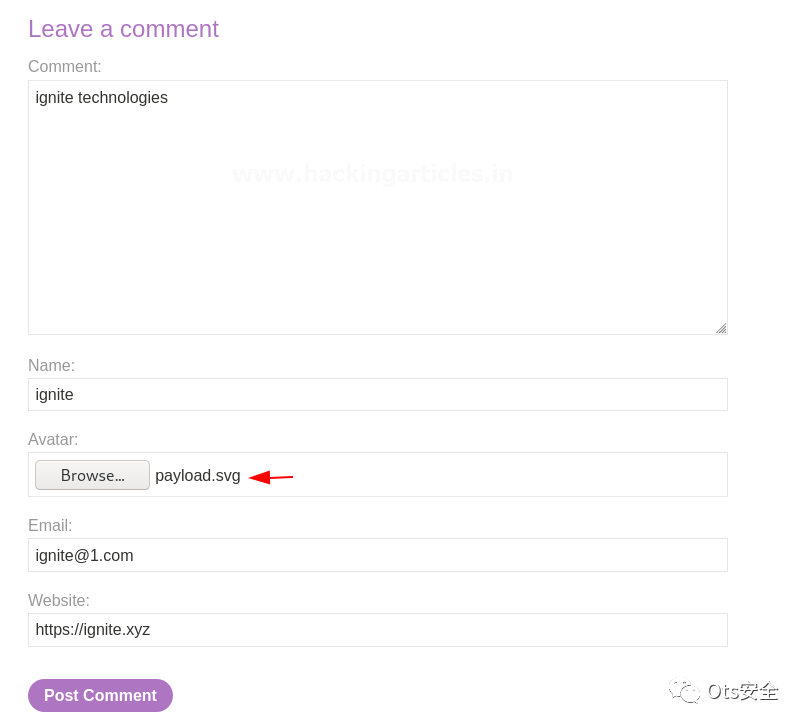 Leave a comment
Comment:
ignite technologies
www.hackingarticles.in
Name:
ignite
Avatar:
Browse... payload.svg
Email:
ignite@1.com
Website:
https://ignite.xyz
Post Comment
Ots安全